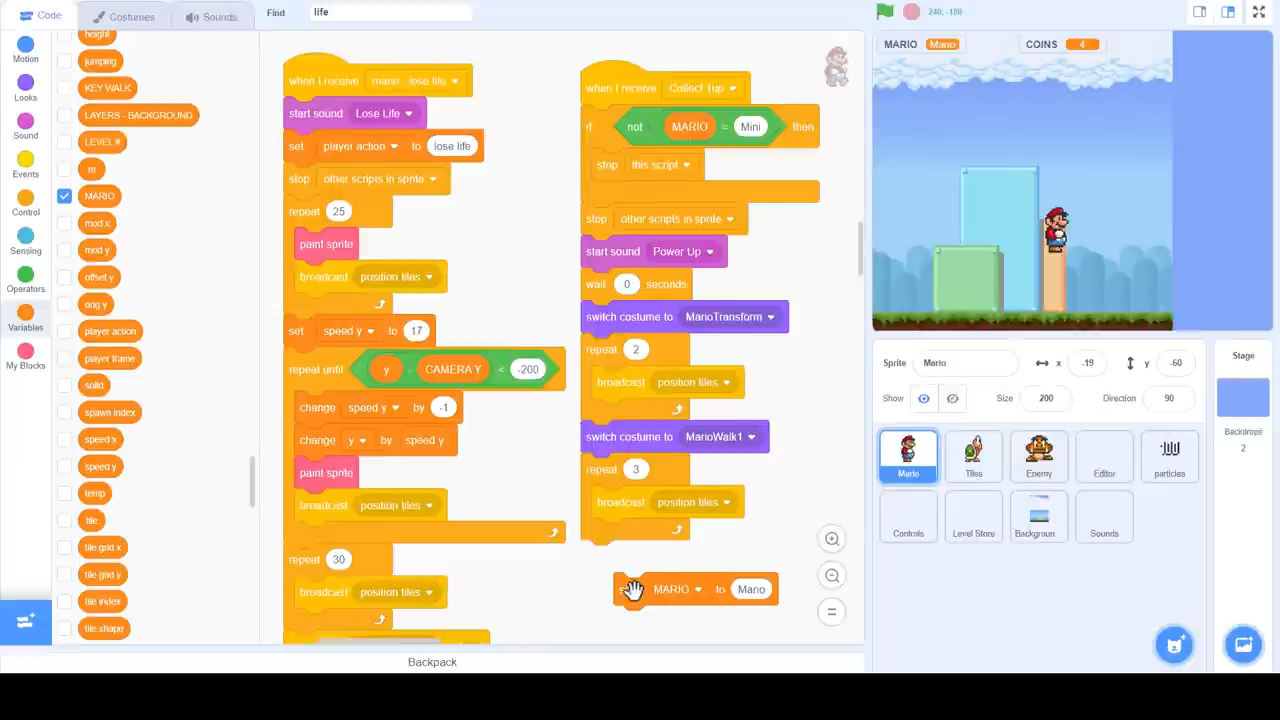 Code
Costumes
Sounds
Find
life
240, -180
Motion
Looks
Sound
Events
Control
Sensing
Operators
Variables
My Blocks
height
jumping
KEY WALK
LAYERS - BACKGROUND
LEVEL #
m
MARIO
mod x
mod y
offset y
orig y
player action
player frame
solid
spawn index
speed x
speed y
temp
tile
tile grid x
tile grid y
tile index
tile shape
when I receive mario lose life
start sound Lose Life
set player action to lose life
stop other scripts in sprite
repeat 25
paint sprite
broadcast position tiles
set speed y to 17
repeat until y - CAMERA Y < -200
change speed y by -1
change y by speed y
paint sprite
broadcast position tiles
repeat 30
broadcast position tiles
when I receive Collect 1up
if not MARIO = Mini then
stop this script
stop other scripts in sprite
start sound Power Up
wait 0 seconds
switch costume to MarioTransform
repeat 2
broadcast position tiles
switch costume to MarioWalk1
repeat 3
broadcast position tiles
MARIO to Mario
Backpack
MARIO Mario
COINS 4
Sprite Mario x -19 y -60
Show Size 200 Direction 90
Mario
Tiles
Enemy
Editor
particles
Controls
Level Store
Backgroun...
Sounds
Stage
Backdrops
2